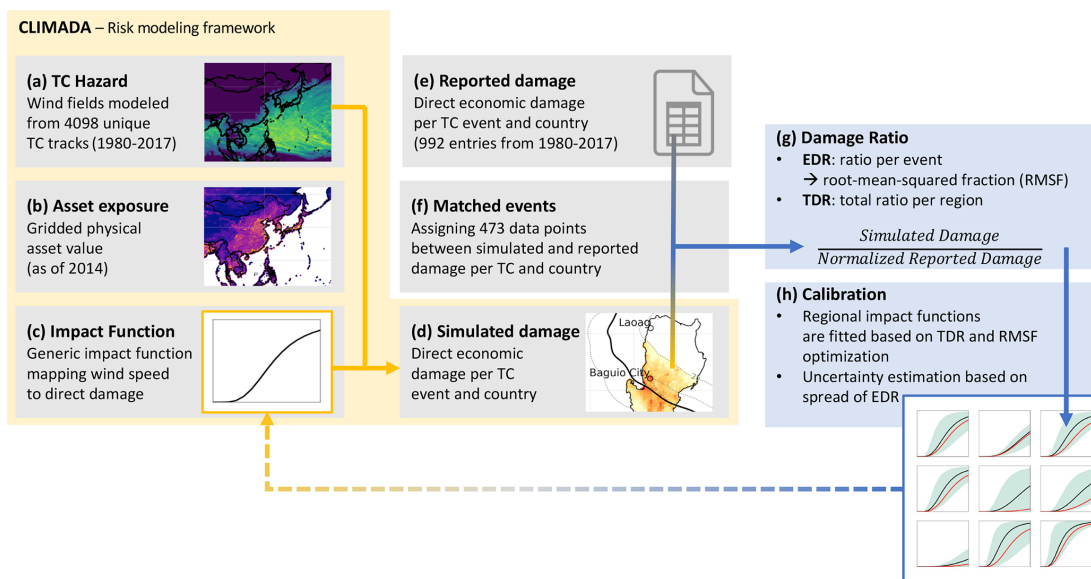 CLIMADA – Risk modeling framework
(a) TC Hazard
Wind fields modeled
from 4098 unique
TC tracks (1980-2017)
(b) Asset exposure
Gridded physical
asset value
(as of 2014)
(c) Impact Function
Generic impact function
mapping wind speed
to direct damage
(d) Simulated damage
Direct economic
damage per TC
event and country
Laoag
Baguio City
(e) Reported damage
Direct economic damage
per TC event and country
(992 entries from 1980-2017)
(f) Matched events
Assigning 473 data points
between simulated and reported
damage per TC and country
(g) Damage Ratio
• EDR: ratio per event
→ root-mean-squared fraction (RMSF)
• TDR: total ratio per region
Simulated Damage
Normalized Reported Damage
(h) Calibration
• Regional impact functions
are fitted based on TDR and RMSF
optimization
• Uncertainty estimation based on
spread of EDR